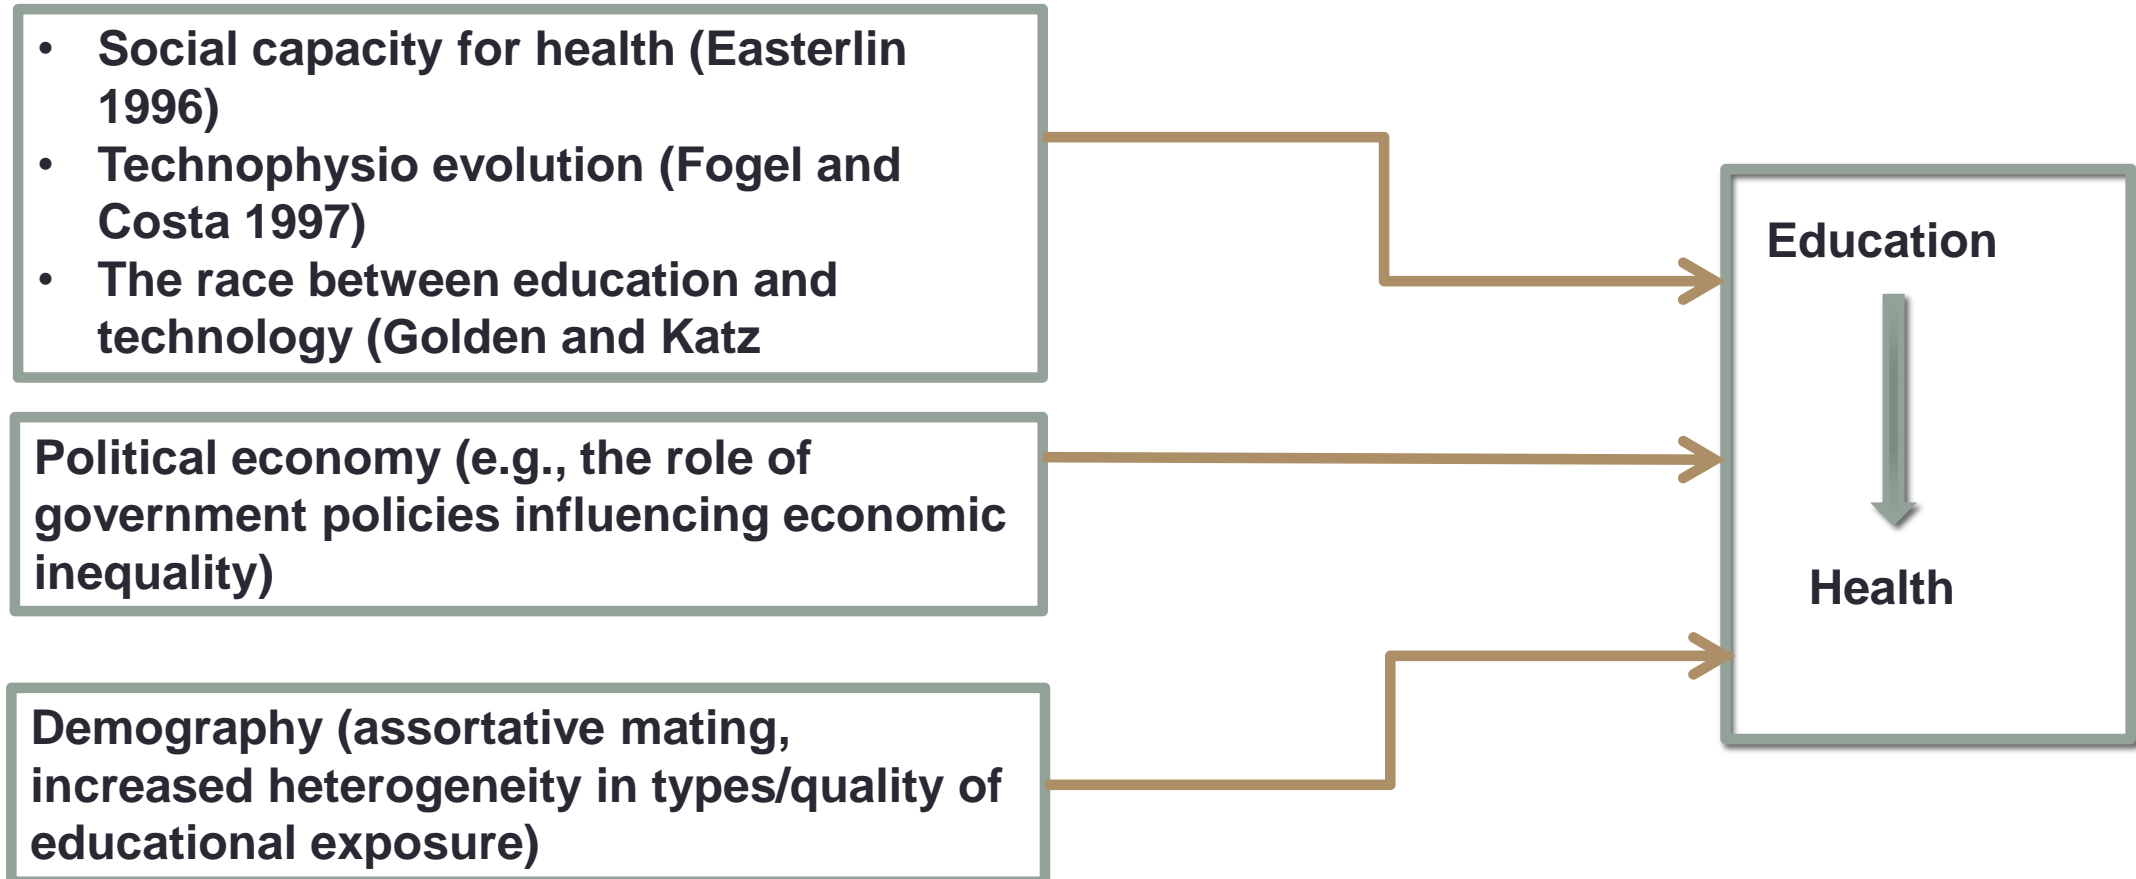 • Social capacity for health (Easterlin
1996)
• Technophysio evolution (Fogel and
Costa 1997)
• The race between education and
technology (Golden and Katz
Political economy (e.g., the role of
government policies influencing economic
inequality)
Demography (assortative mating,
increased heterogeneity in types/quality of
educational exposure)
Education
Health